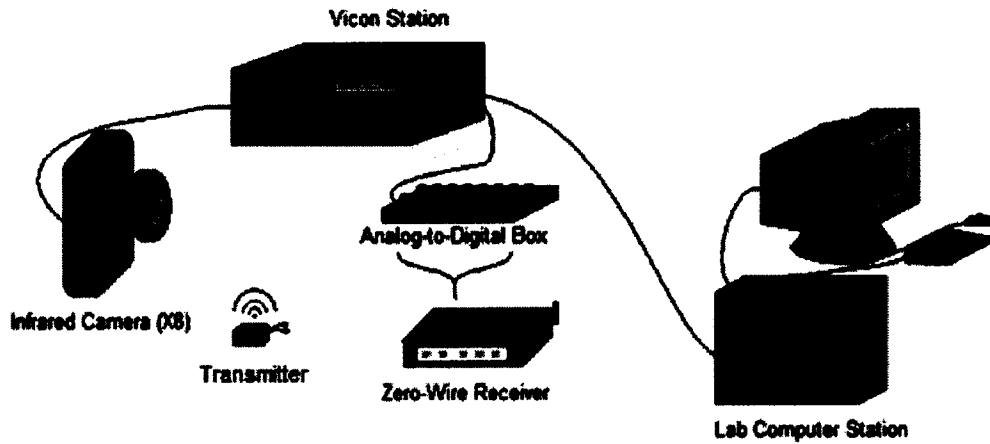 Vicon Station
Analog-to-Digital Box
Infrared Camera (X8)
Transmitter
Zero-Wire Receiver
Lab Computer Station